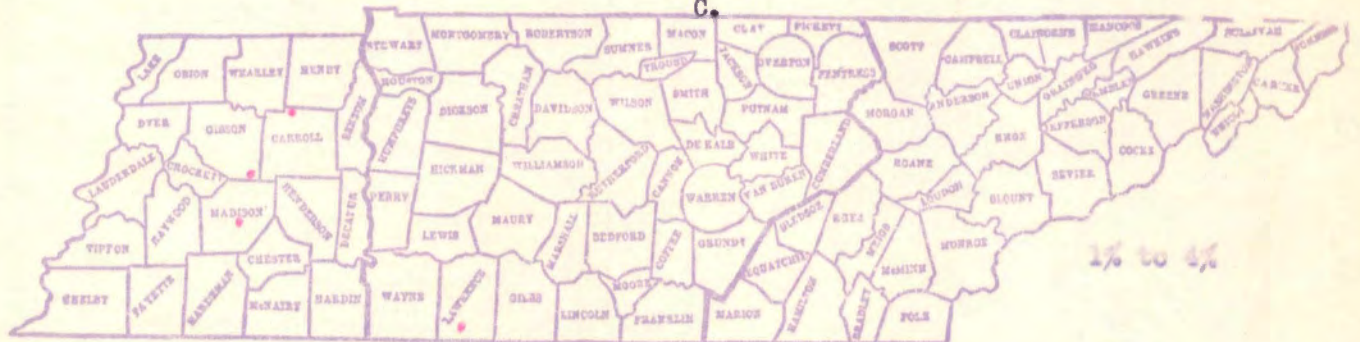 C.
STEWART MONTGOMERY ROBERTSON SUMNER MACON CLAY PICKETT SCOTT CLAIBORNE HANCOCK SULLIVAN JOHNSON
LAKE OBION WEAKLEY HENRY HOUSTON CHEATHAM TROUSD JACKSON OVERTON FENTRESS CAMPBELL UNION GRAINGER HAWKINS WASHINGTON CARTER
DYER GIBSON CARROLL BENTON HUMPHREYS DICKSON DAVIDSON WILSON SMITH PUTNAM MORGAN ANDERSON KNOX JEFFERSON GREENE UNICOI
LAUDERDALE CROCKETT HICKMAN WILLIAMSON RUTHERFORD CANNON DE KALB WHITE CUMBERLAND ROANE LOUDON SEVIER COCKE
TIPTON HAYWOOD MADISON HENDERSON DECATUR PERRY LEWIS MAURY MARSHALL BEDFORD COFFEE WARREN VAN BUREN GRUNDY BLEDSOE RHEA MEIGS BLOUNT MONROE
CHESTER MOORE SEQUATCHIE McMINN
1% to 4%
SHELBY FAYETTE HARDEMAN McNAIRY HARDIN WAYNE LAWRENCE GILES LINCOLN FRANKLIN MARION HAMILTON BRADLEY POLK